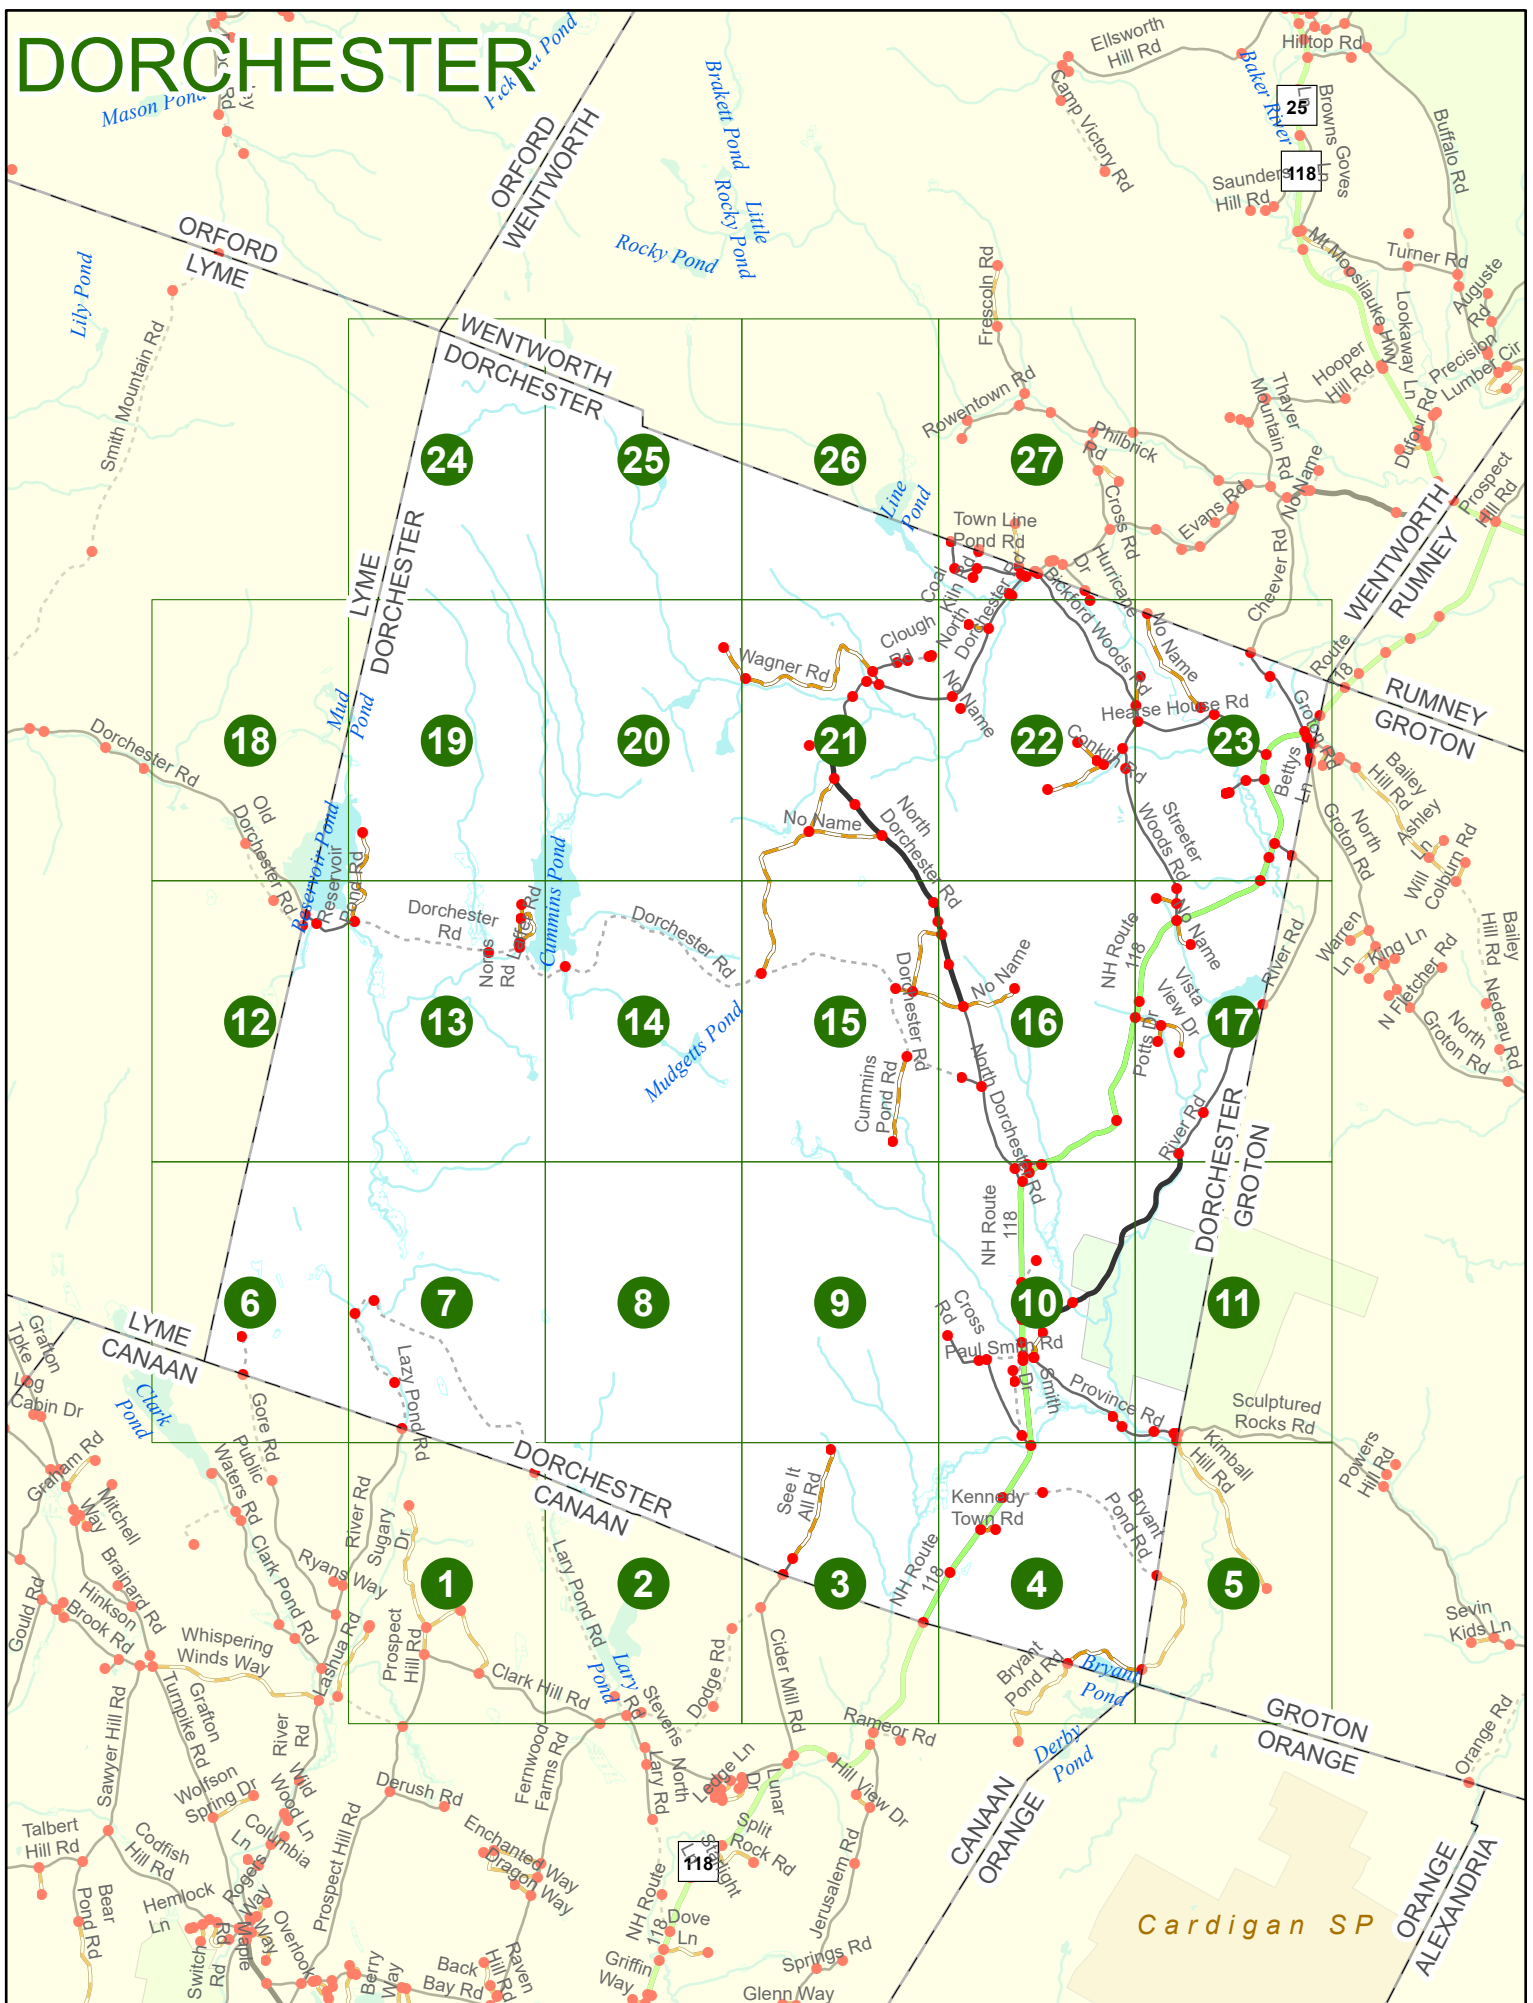 DORCHESTER
Mason Pond
Brakett Pond
Little
Rocky Pond
Rocky Pond
Lily Pond
Ellsworth
Hill Rd
Camp Victory Rd
Hilltop Rd
Baker River
25
118
Browns
Ln
Goves
Ln
Buffalo Rd
Saunders
Hill Rd
Mt Moosilauke Hwy
Turner Rd
Auguste
Rd
Lookaway Ln
Precision
Lumber Cir
Hooper
Hill Rd
Thayer
Mountain Rd
Dufour Rd
Prospect
Hill Rd
ORFORD
WENTWORTH
ORFORD
LYME
Smith Mountain Rd
WENTWORTH
DORCHESTER
Frescoln Rd
Rowentown Rd
Philbrick
Rd
Cross Rd
Evans Rd
No Name
Cheever Rd
24
25
26
27
Line
Pond
Town Line
Pond Rd
Coal
Kiln Rd
Hurricane
Dr
Bickford Woods Rd
North
Dorchester Rd
LYME
DORCHESTER
WENTWORTH
RUMNEY
Route
118
RUMNEY
GROTON
Wagner Rd
Clough
Rd
No Name
No Name
Hearse House Rd
Conklin Rd
Groton Rd
Bettys
Ln
Mud
Pond
Dorchester Rd
18
19
20
21
22
23
Old
Dorchester Rd
Reservoir Pond
Reservoir
Pond Rd
Cummins Pond
No Name
North
Dorchester Rd
Streeter
Woods Rd
North
Groton Rd
Bailey
Hill Rd
Ashley
Ln
Will
Colburn Rd
Bailey
Hill Rd
Warren
Ln
King Ln
N Fletcher Rd
North
Groton Rd
Nedeau Rd
Dorchester
Rd
Norris
Rd
Laffer Rd
Dorchester Rd
Dorchester Rd
No Name
NH Route
118
No Name
Vista
View Dr
Potts Dr
River Rd
12
13
14
15
16
17
Mudgetts Pond
Cummins
Pond Rd
North Dorchester Rd
River Rd
DORCHESTER
GROTON
NH Route
118
6
7
8
9
10
11
LYME
CANAAN
Grafton
Tpke
Log
Cabin Dr
Clark
Pond
Gore Rd
Lazy Pond Rd
Cross
Rd
Paul Smith Rd
Smith
Dr
Province Rd
Sculptured
Rocks Rd
Kimball
Hill Rd
Powers
Hill Rd
Graham Rd
Mitchell
Way
Public
Waters Rd
DORCHESTER
CANAAN
See It
All Rd
Kennedy
Town Rd
Bryant
Pond Rd
NH Route
118
1
2
3
4
5
Gould Rd
Brainard Rd
Hinkson
Brook Rd
Clark Pond Rd
Ryans Way
River Rd
Sugary
Dr
Lary Pond Rd
Whispering
Winds Way
Lashua Rd
Prospect
Hill Rd
Clark Hill Rd
Lary
Pond
Stevens
Rd
Dodge Rd
Cider Mill Rd
Bryant
Pond Rd
Bryant
Pond
Derby
Pond
Sevin
Kids Ln
GROTON
ORANGE
Orange Rd
Sawyer Hill Rd
Grafton
Turnpike Rd
River
Rd
Wolfson
Spring Dr
Wild
Wood Ln
Columbia
Ln
Derush Rd
Fernwood
Farms Rd
North
Lary Rd
Ledge Ln
Lunar
Dr
Rameor Rd
Hill View Dr
CANAAN
ORANGE
Talbert
Hill Rd
Codfish
Hill Rd
Hemlock
Ln
Rogers
Way
Prospect Hill Rd
Enchanted Way
Dragon Way
Split
Rock Rd
Starlight
Ln
118
Jerusalem Rd
Bear
Pond Rd
Switch
Rd
Maple
Way
Overlook
Rd
Berry
Way
Back
Bay Rd
Raven
Hill Rd
NH Route
118
Dove
Ln
Griffin
Way
Springs Rd
Glenn Way
Cardigan SP
ORANGE
ALEXANDRIA